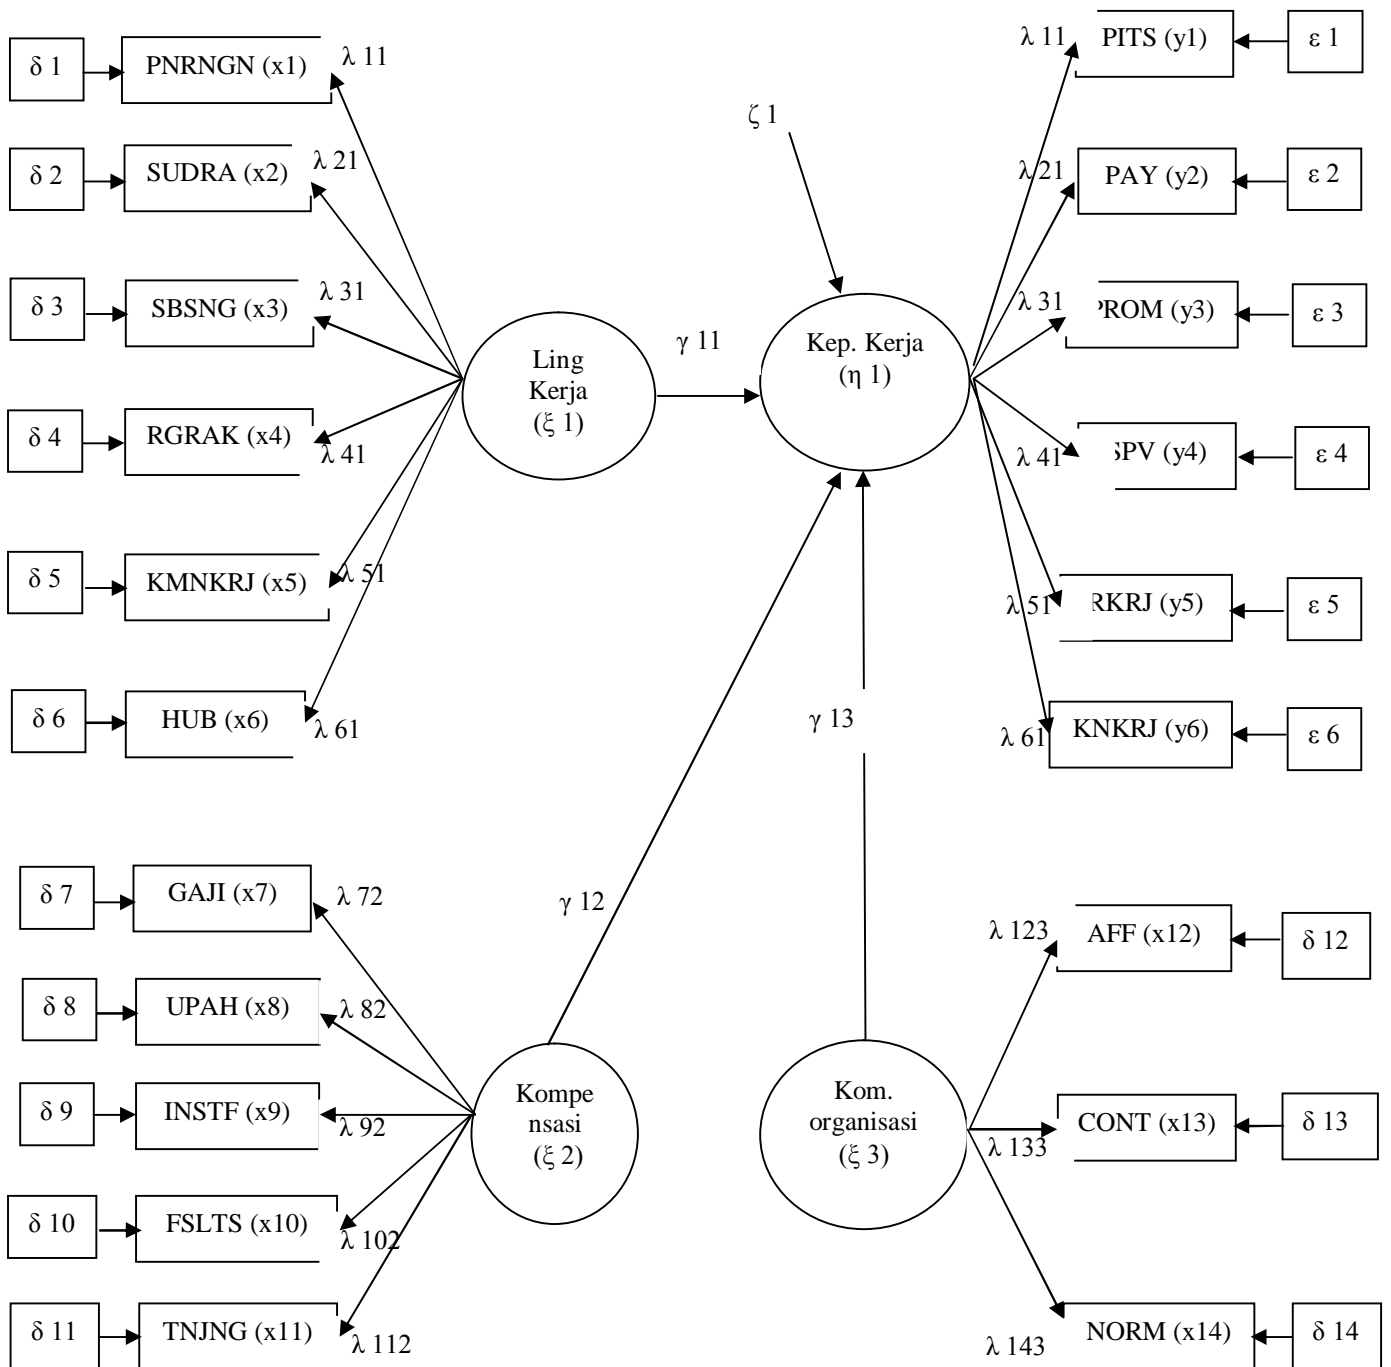 δ 1
PNRNGN (x1)
λ 11
λ 11
PITS (y1)
ε 1
ζ 1
δ 2
SUDRA (x2)
λ 21
λ 21
PAY (y2)
ε 2
δ 3
SBSNG (x3)
λ 31
λ 31
PROM (y3)
ε 3
Ling
Kerja
(ξ 1)
γ 11
Kep. Kerja
(η 1)
δ 4
RGRAK (x4)
λ 41
λ 41
SPV (y4)
ε 4
δ 5
KMNKRJ (x5)
λ 51
λ 51
RKRJ (y5)
ε 5
δ 6
HUB (x6)
λ 61
γ 13
λ 61
KNKRJ (y6)
ε 6
δ 7
GAJI (x7)
λ 72
γ 12
λ 123
AFF (x12)
δ 12
δ 8
UPAH (x8)
λ 82
δ 9
INSTF (x9)
λ 92
Kompe
nsasi
(ξ 2)
Kom.
organisasi
(ξ 3)
λ 133
CONT (x13)
δ 13
δ 10
FSLTS (x10)
λ 102
δ 11
TNJNG (x11)
λ 112
λ 143
NORM (x14)
δ 14